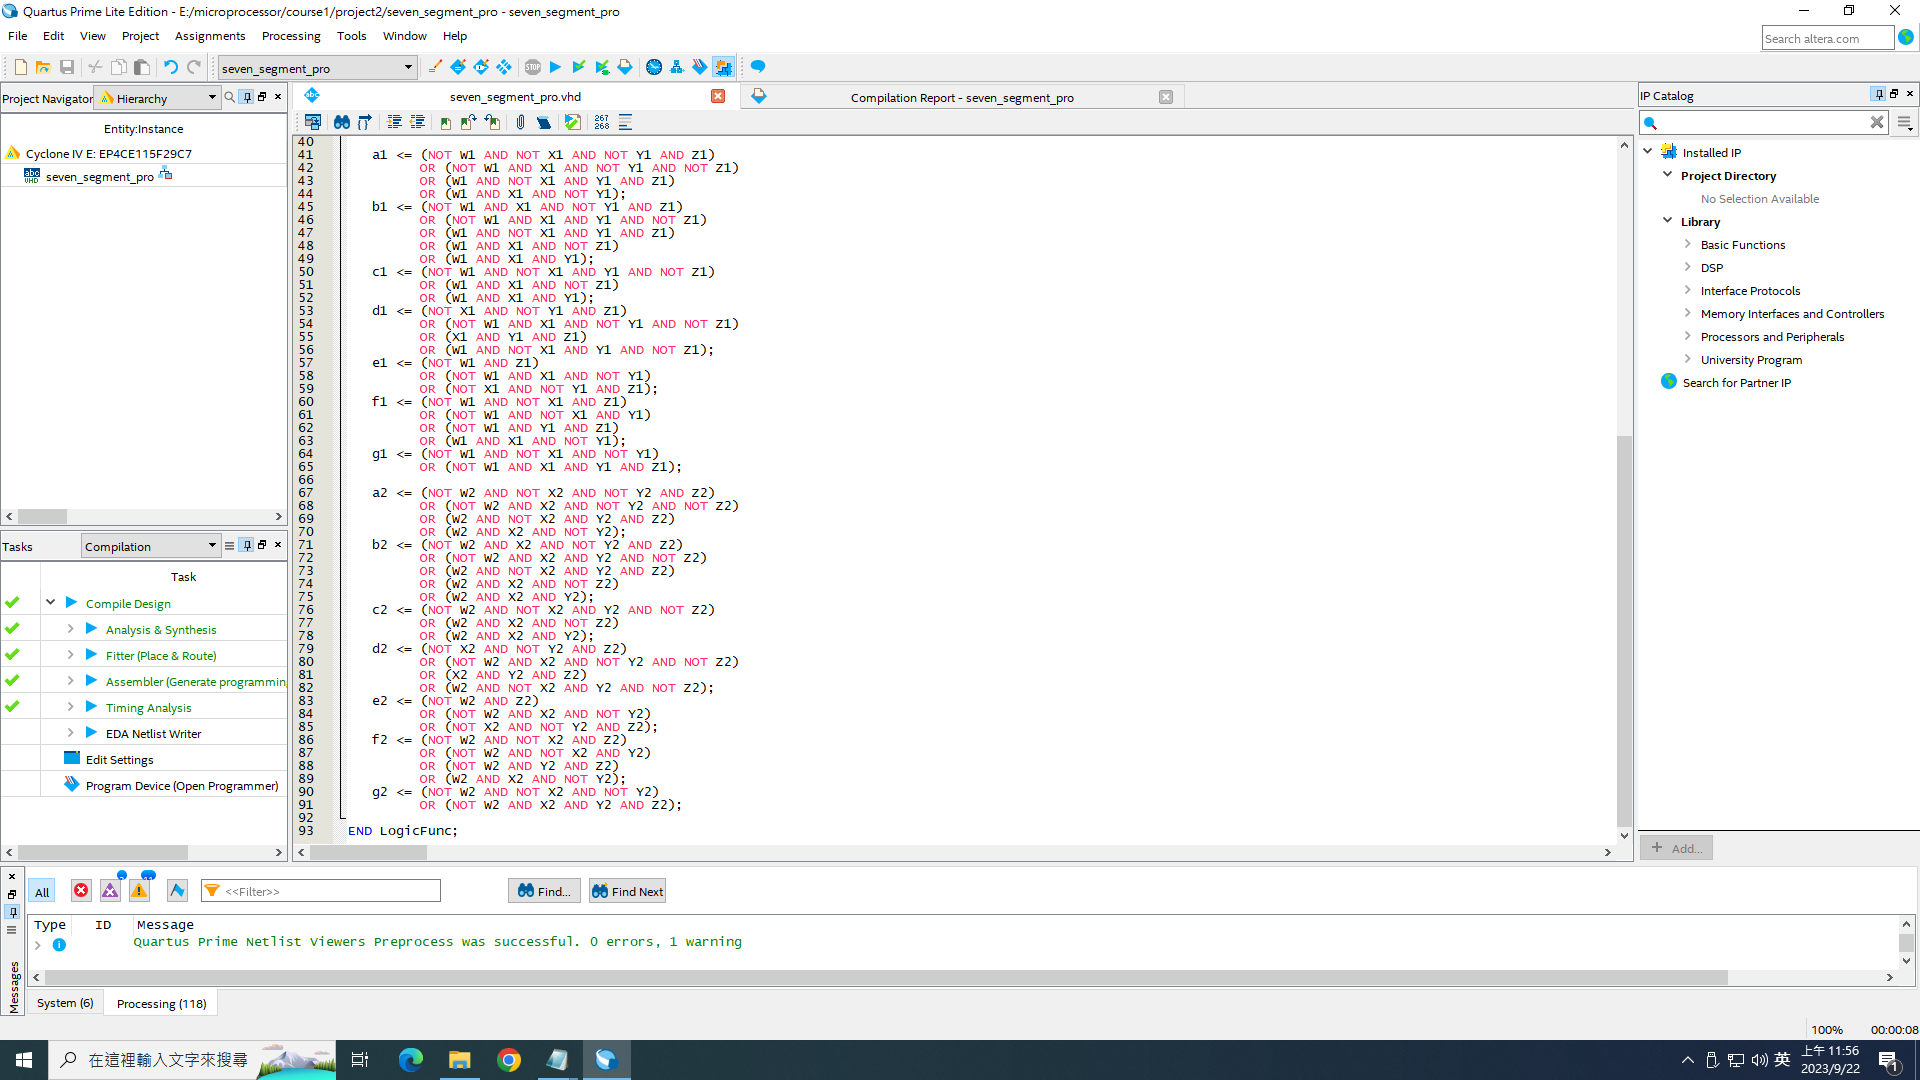 Quartus Prime Lite Edition - E:/microprocessor/course1/project2/seven_segment_pro - seven_segment_pro
File Edit View Project Assignments Processing Tools Window Help
Search altera.com
seven_segment_pro
Project Navigator Hierarchy
Entity:Instance
Cyclone IV E: EP4CE115F29C7
seven_segment_pro
Tasks Compilation
Task
Compile Design
Analysis & Synthesis
Fitter (Place & Route)
Assembler (Generate programmin
Timing Analysis
EDA Netlist Writer
Edit Settings
Program Device (Open Programmer)
seven_segment_pro.vhd
Compilation Report - seven_segment_pro
267
268
40
41 a1 <= (NOT W1 AND NOT X1 AND NOT Y1 AND Z1)
42 OR (NOT W1 AND X1 AND NOT Y1 AND NOT Z1)
43 OR (W1 AND NOT X1 AND Y1 AND Z1)
44 OR (W1 AND X1 AND NOT Y1);
45 b1 <= (NOT W1 AND X1 AND NOT Y1 AND Z1)
46 OR (NOT W1 AND X1 AND Y1 AND NOT Z1)
47 OR (W1 AND NOT X1 AND Y1 AND Z1)
48 OR (W1 AND X1 AND NOT Z1)
49 OR (W1 AND X1 AND Y1);
50 c1 <= (NOT W1 AND NOT X1 AND Y1 AND NOT Z1)
51 OR (W1 AND X1 AND NOT Z1)
52 OR (W1 AND X1 AND Y1);
53 d1 <= (NOT X1 AND NOT Y1 AND Z1)
54 OR (NOT W1 AND X1 AND NOT Y1 AND NOT Z1)
55 OR (X1 AND Y1 AND Z1)
56 OR (W1 AND NOT X1 AND Y1 AND NOT Z1);
57 e1 <= (NOT W1 AND Z1)
58 OR (NOT W1 AND X1 AND NOT Y1)
59 OR (NOT X1 AND NOT Y1 AND Z1);
60 f1 <= (NOT W1 AND NOT X1 AND Z1)
61 OR (NOT W1 AND NOT X1 AND Y1)
62 OR (NOT W1 AND Y1 AND Z1)
63 OR (W1 AND X1 AND NOT Y1);
64 g1 <= (NOT W1 AND NOT X1 AND NOT Y1)
65 OR (NOT W1 AND X1 AND Y1 AND Z1);
66
67 a2 <= (NOT W2 AND NOT X2 AND NOT Y2 AND Z2)
68 OR (NOT W2 AND X2 AND NOT Y2 AND NOT Z2)
69 OR (W2 AND NOT X2 AND Y2 AND Z2)
70 OR (W2 AND X2 AND NOT Y2);
71 b2 <= (NOT W2 AND X2 AND NOT Y2 AND Z2)
72 OR (NOT W2 AND X2 AND Y2 AND NOT Z2)
73 OR (W2 AND NOT X2 AND Y2 AND Z2)
74 OR (W2 AND X2 AND NOT Z2)
75 OR (W2 AND X2 AND Y2);
76 c2 <= (NOT W2 AND NOT X2 AND Y2 AND NOT Z2)
77 OR (W2 AND X2 AND NOT Z2)
78 OR (W2 AND X2 AND Y2);
79 d2 <= (NOT X2 AND NOT Y2 AND Z2)
80 OR (NOT W2 AND X2 AND NOT Y2 AND NOT Z2)
81 OR (X2 AND Y2 AND Z2)
82 OR (W2 AND NOT X2 AND Y2 AND NOT Z2);
83 e2 <= (NOT W2 AND Z2)
84 OR (NOT W2 AND X2 AND NOT Y2)
85 OR (NOT X2 AND NOT Y2 AND Z2);
86 f2 <= (NOT W2 AND NOT X2 AND Z2)
87 OR (NOT W2 AND NOT X2 AND Y2)
88 OR (NOT W2 AND Y2 AND Z2)
89 OR (W2 AND X2 AND NOT Y2);
90 g2 <= (NOT W2 AND NOT X2 AND NOT Y2)
91 OR (NOT W2 AND X2 AND Y2 AND Z2);
92
93 END LogicFunc;
IP Catalog
Installed IP
Project Directory
No Selection Available
Library
Basic Functions
DSP
Interface Protocols
Memory Interfaces and Controllers
Processors and Peripherals
University Program
Search for Partner IP
+ Add...
All <<Filter>> Find... Find Next
Type ID Message
Quartus Prime Netlist Viewers Preprocess was successful. 0 errors, 1 warning
Messages
System (6) Processing (118)
100% 00:00:08
在這裡輸入文字來搜尋
英
上午 11:56
2023/9/22
1